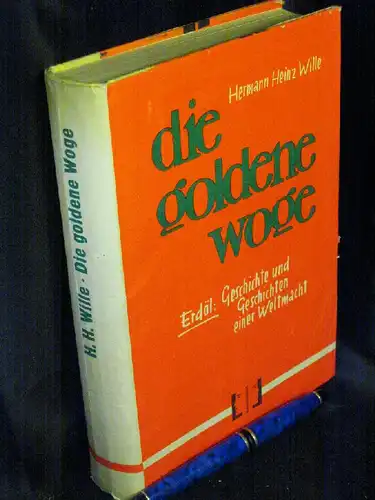 Hermann Heinz Wille
die
goldene
woge
Erdöl: Geschichte und
Geschichten
einer Weltmacht
H. H. Wille · Die goldene Woge